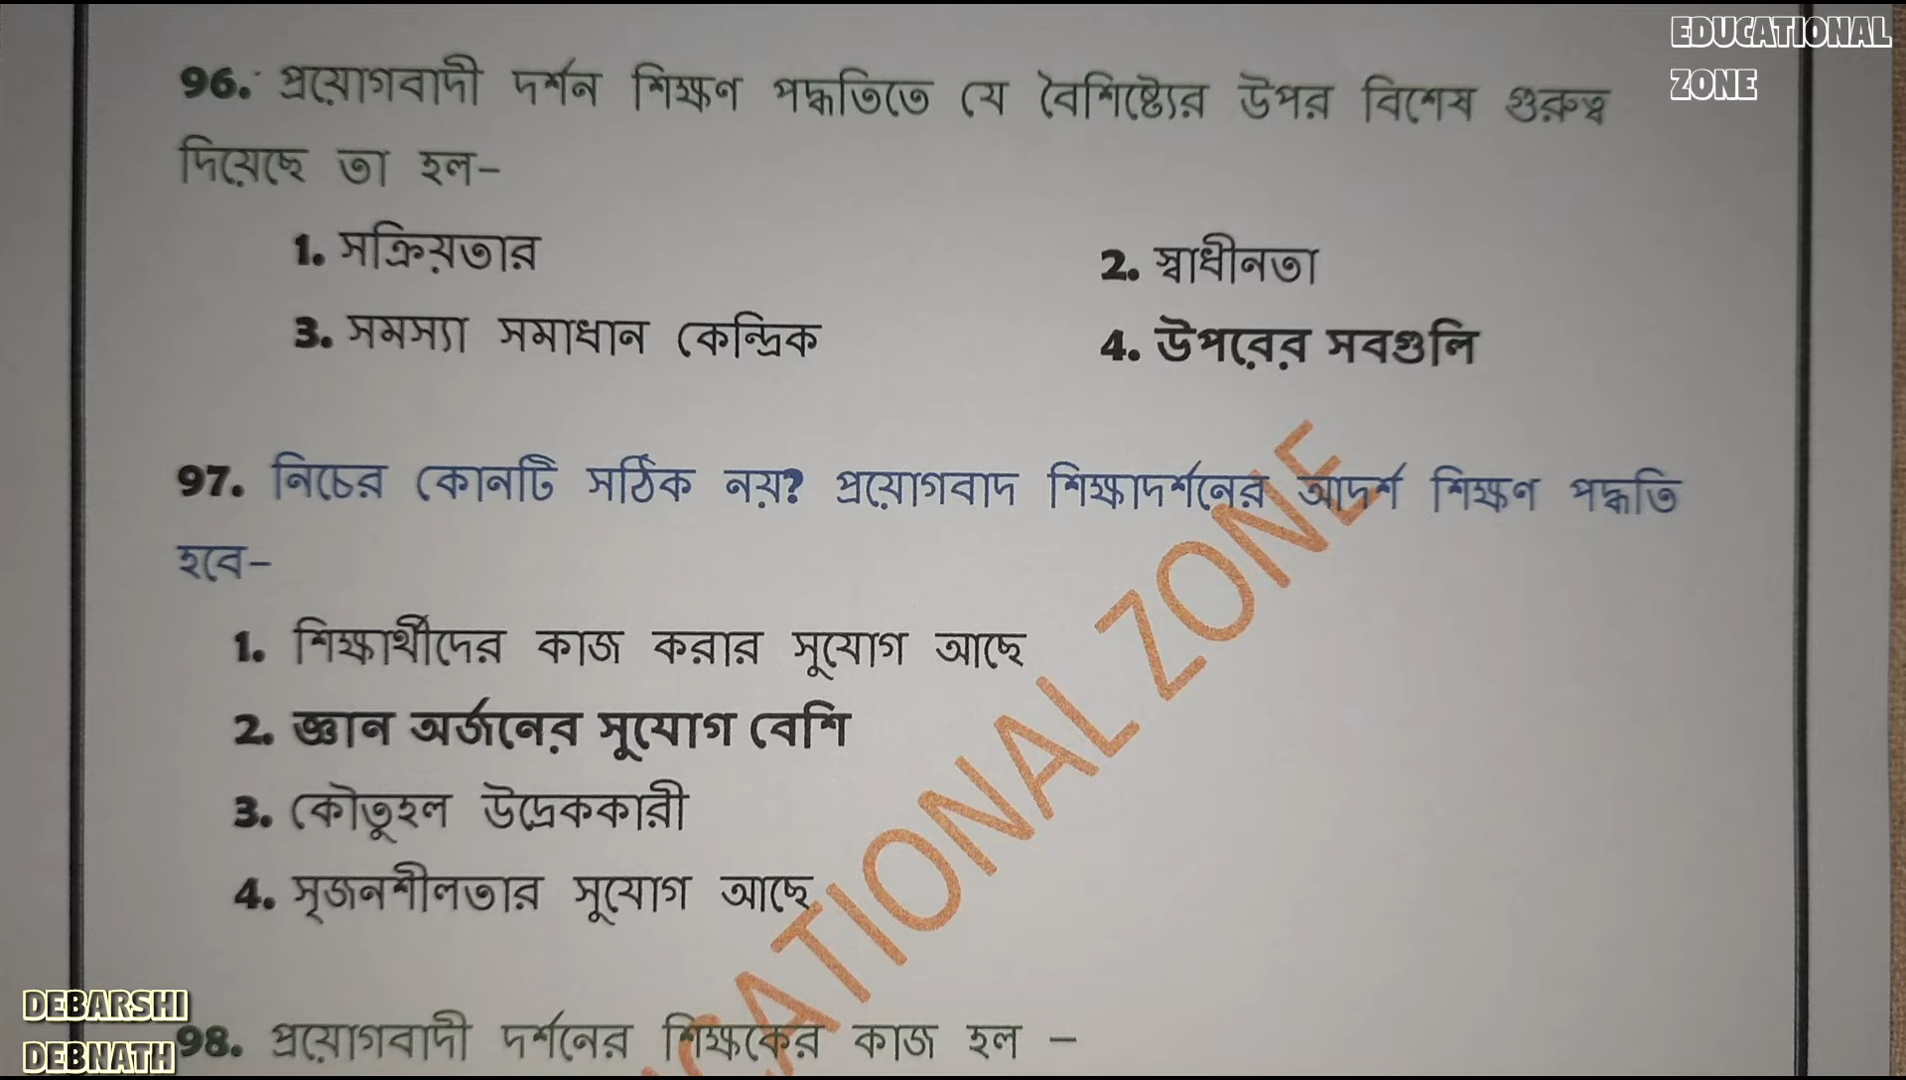 EDUCATIONAL
ZONE
96. প্রয়োগবাদী দর্শন শিক্ষণ পদ্ধতিতে যে বৈশিষ্ট্যের উপর বিশেষ গুরুত্ব
দিয়েছে তা হল-
1. সক্রিয়তার
2. স্বাধীনতা
3. সমস্যা সমাধান কেন্দ্রিক
4. উপরের সবগুলি
97. নিচের কোনটি সঠিক নয়? প্রয়োগবাদ শিক্ষাদর্শনের আদর্শ শিক্ষণ পদ্ধতি
হবে-
1. শিক্ষার্থীদের কাজ করার সুযোগ আছে
2. জ্ঞান অর্জনের সুযোগ বেশি
3. কৌতুহল উদ্রেককারী
4. সৃজনশীলতার সুযোগ আছে
CATIONAL ZONE
98. প্রয়োগবাদী দর্শনের শিক্ষকের কাজ হল -
DEBARSHI
DEBNATH